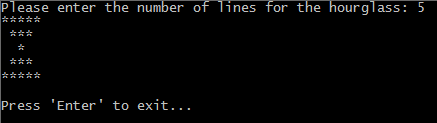 Please enter the number of lines for the hourglass: 5
*****
 ***
  *
 ***
*****

Press 'Enter' to exit...